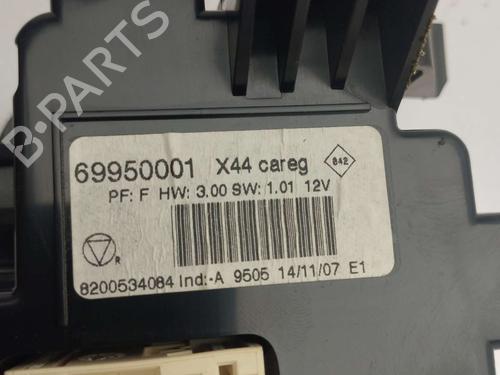 B-PARTS
69950001 X44 careg 842
PF: F HW: 3.00 SW: 1.01 12V
R
8200534084 Ind:-A 9505 14/11/07 E1